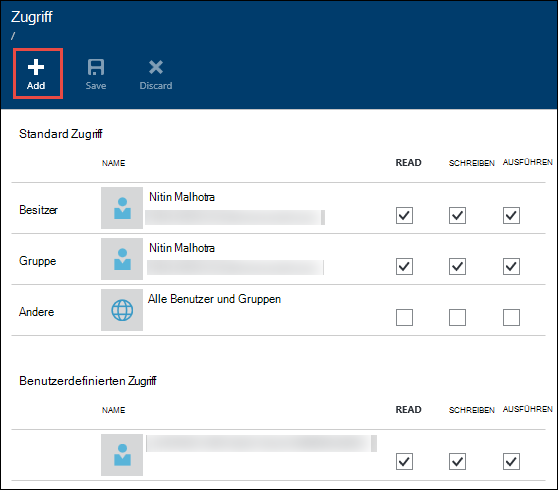 Zugriff
/
Add Save Discard
Standard Zugriff
NAME READ SCHREIBEN AUSFÜHREN
Besitzer Nitin Malhotra
Gruppe Nitin Malhotra
Andere Alle Benutzer und Gruppen
Benutzerdefinierten Zugriff
NAME READ SCHREIBEN AUSFÜHREN